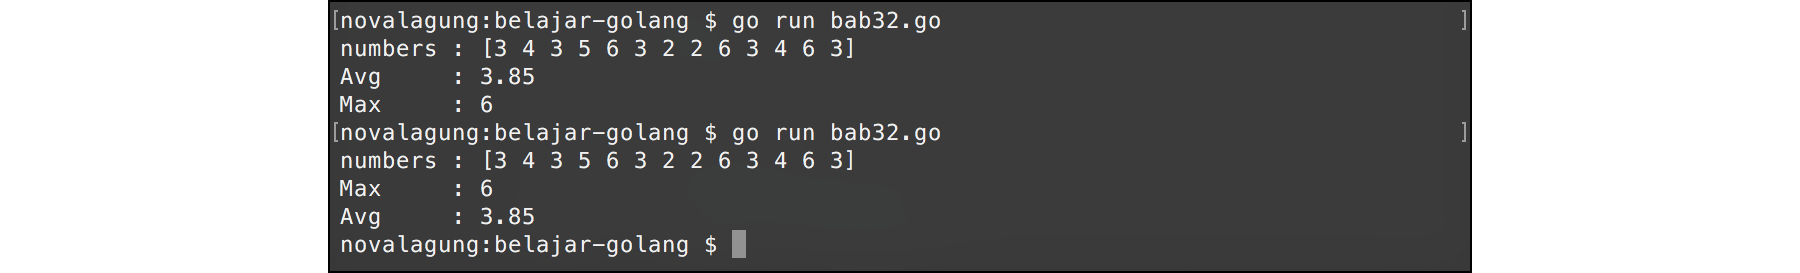 [novalagung:belajar-golang $ go run bab32.go ]
numbers : [3 4 3 5 6 3 2 2 6 3 4 6 3]
Avg     : 3.85
Max     : 6
[novalagung:belajar-golang $ go run bab32.go ]
numbers : [3 4 3 5 6 3 2 2 6 3 4 6 3]
Max     : 6
Avg     : 3.85
novalagung:belajar-golang $